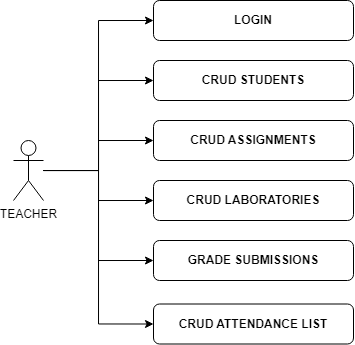 LOGIN
CRUD STUDENTS
CRUD ASSIGNMENTS
TEACHER
CRUD LABORATORIES
GRADE SUBMISSIONS
CRUD ATTENDANCE LIST